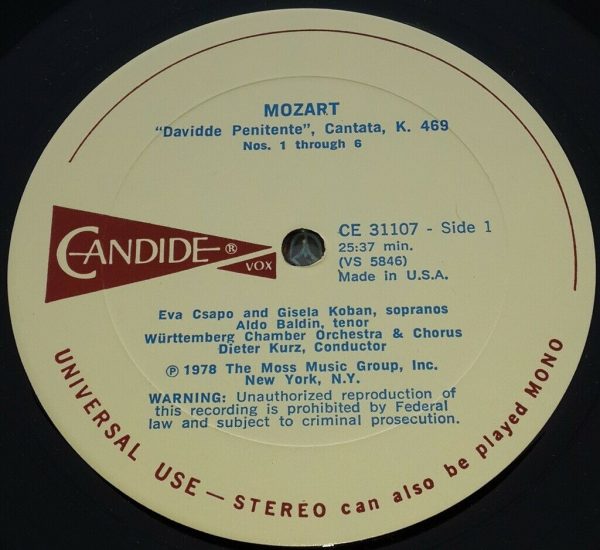 MOZART
"Davidde Penitente", Cantata, K. 469
Nos. 1 through 6
CANDIDE ®
VOX
CE 31107 - Side 1
25:37 min.
(VS 5846)
Made in U.S.A.
Eva Csapo and Gisela Koban, sopranos
Aldo Baldin, tenor
Württemberg Chamber Orchestra & Chorus
Dieter Kurz, Conductor
℗ 1978 The Moss Music Group, Inc.
New York, N.Y.
WARNING: Unauthorized reproduction of
this recording is prohibited by Federal
law and subject to criminal prosecution.
UNIVERSAL USE — STEREO can also be played MONO